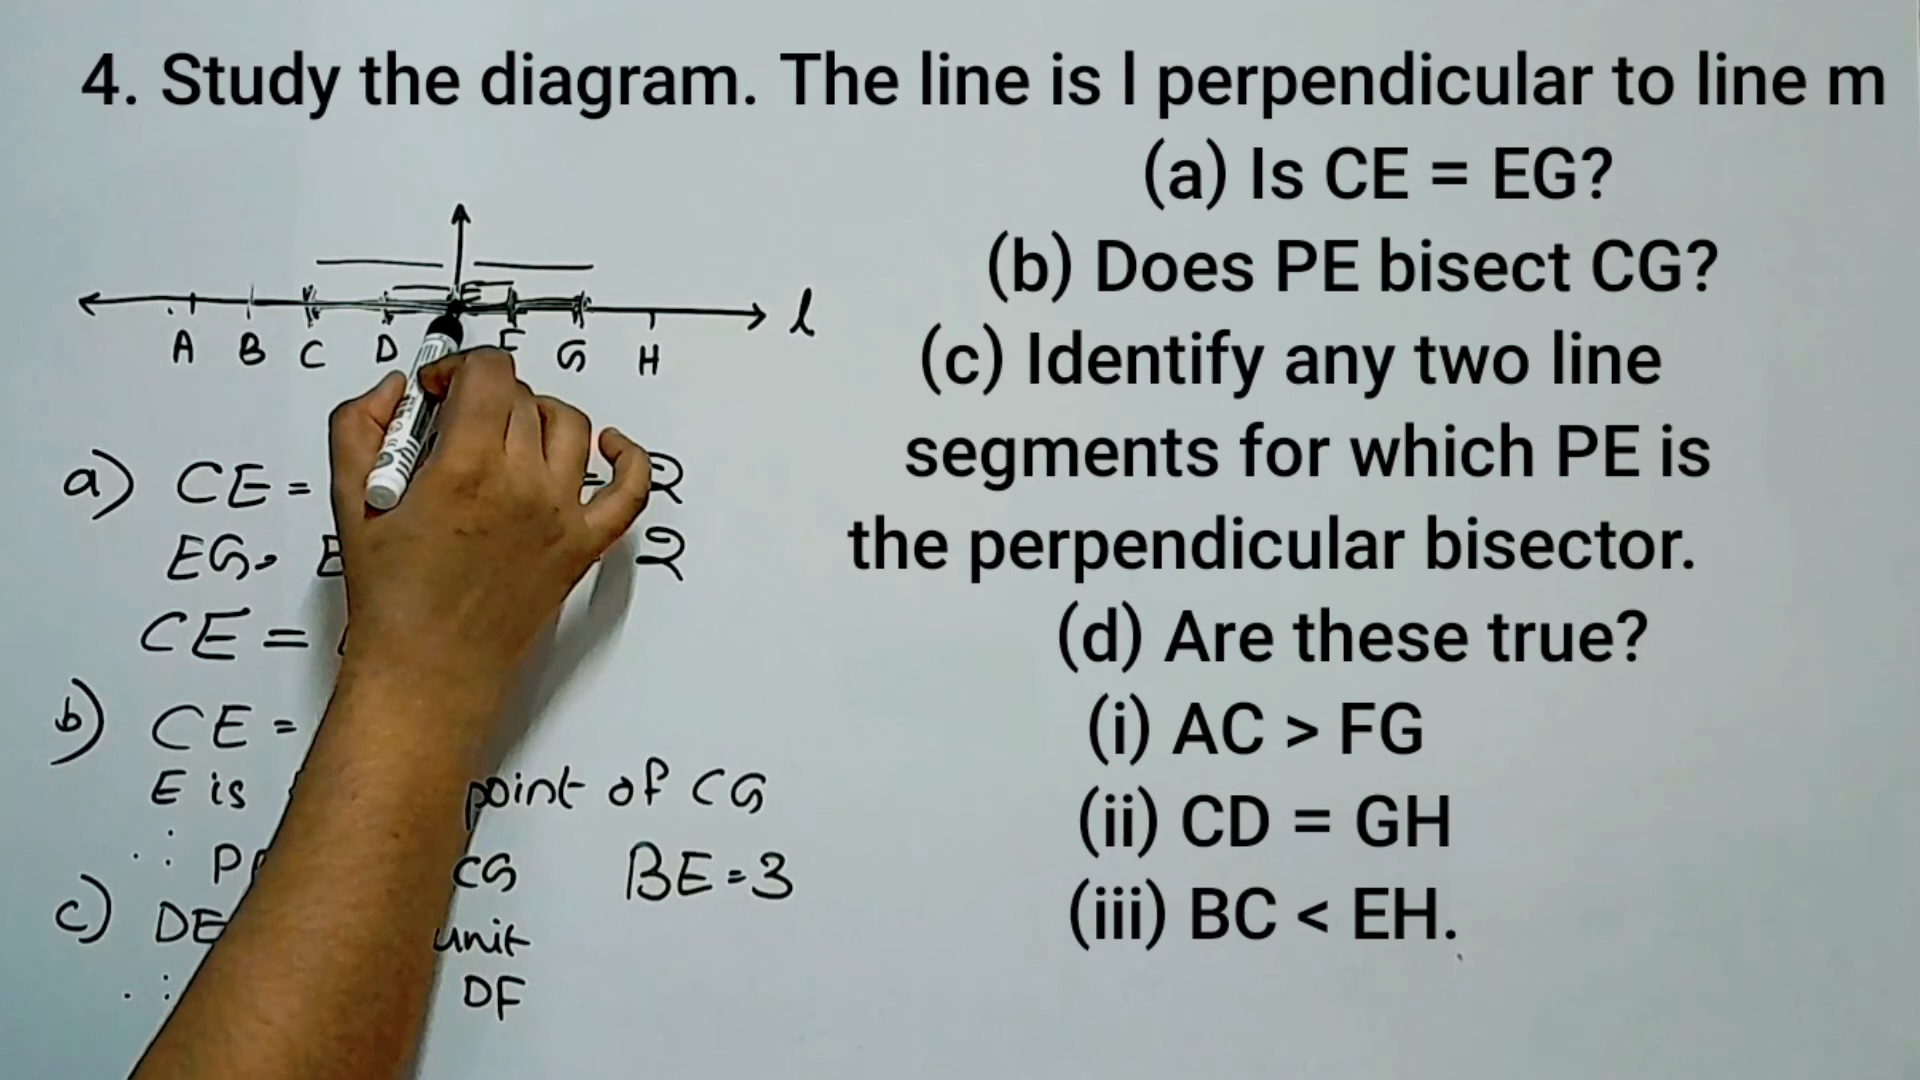 4. Study the diagram. The line is l perpendicular to line m
(a) Is CE = EG?
(b) Does PE bisect CG?
(c) Identify any two line
segments for which PE is
the perpendicular bisector.
(d) Are these true?
(i) AC > FG
(ii) CD = GH
(iii) BC < EH.
E
l
A B C D F G H
a) CE = = 2
EG = 2
CE =
b) CE =
E is point of CG
∴ CG BE = 3
c) DE unit
DF